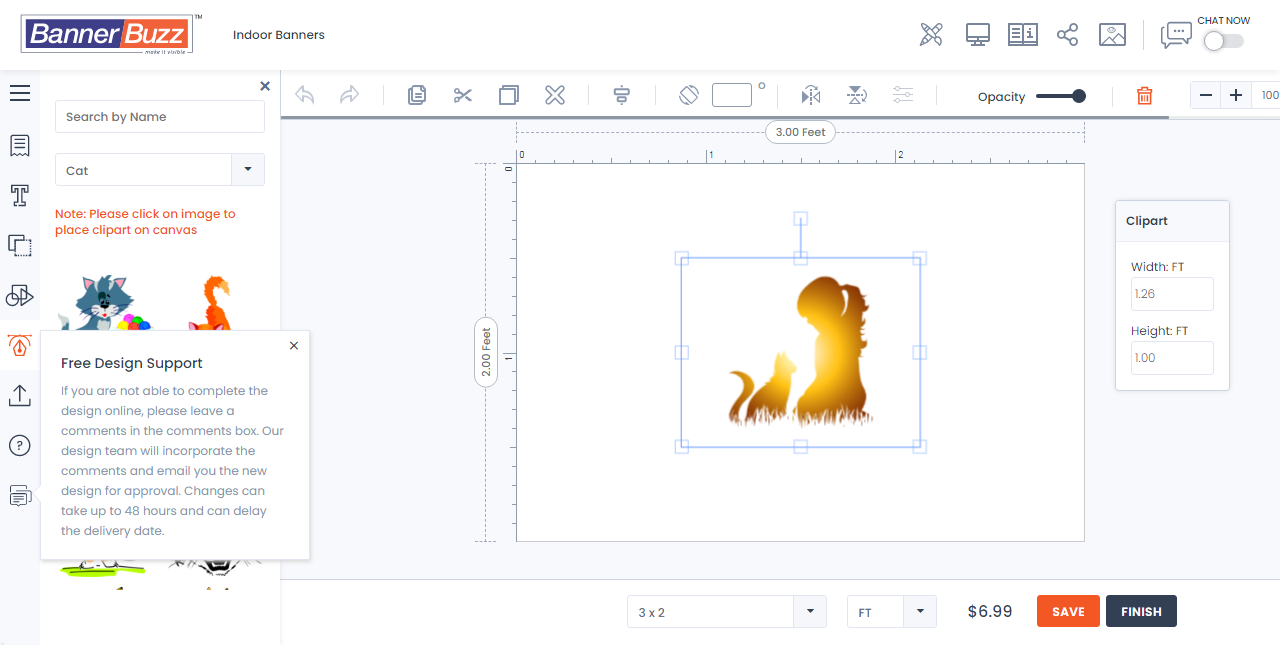 BannerBuzz™
make it visible
Indoor Banners
CHAT NOW
Search by Name
Cat
Note: Please click on image to
place clipart on canvas
Opacity
100
3.00 Feet
0
1
2
0
1
2.00 Feet
Clipart
Width: FT
1.26
Height: FT
1.00
Free Design Support
If you are not able to complete the
design online, please leave a
comments in the comments box. Our
design team will incorporate the
comments and email you the new
design for approval. Changes can
take up to 48 hours and can delay
the delivery date.
3 x 2
FT
$6.99
SAVE
FINISH